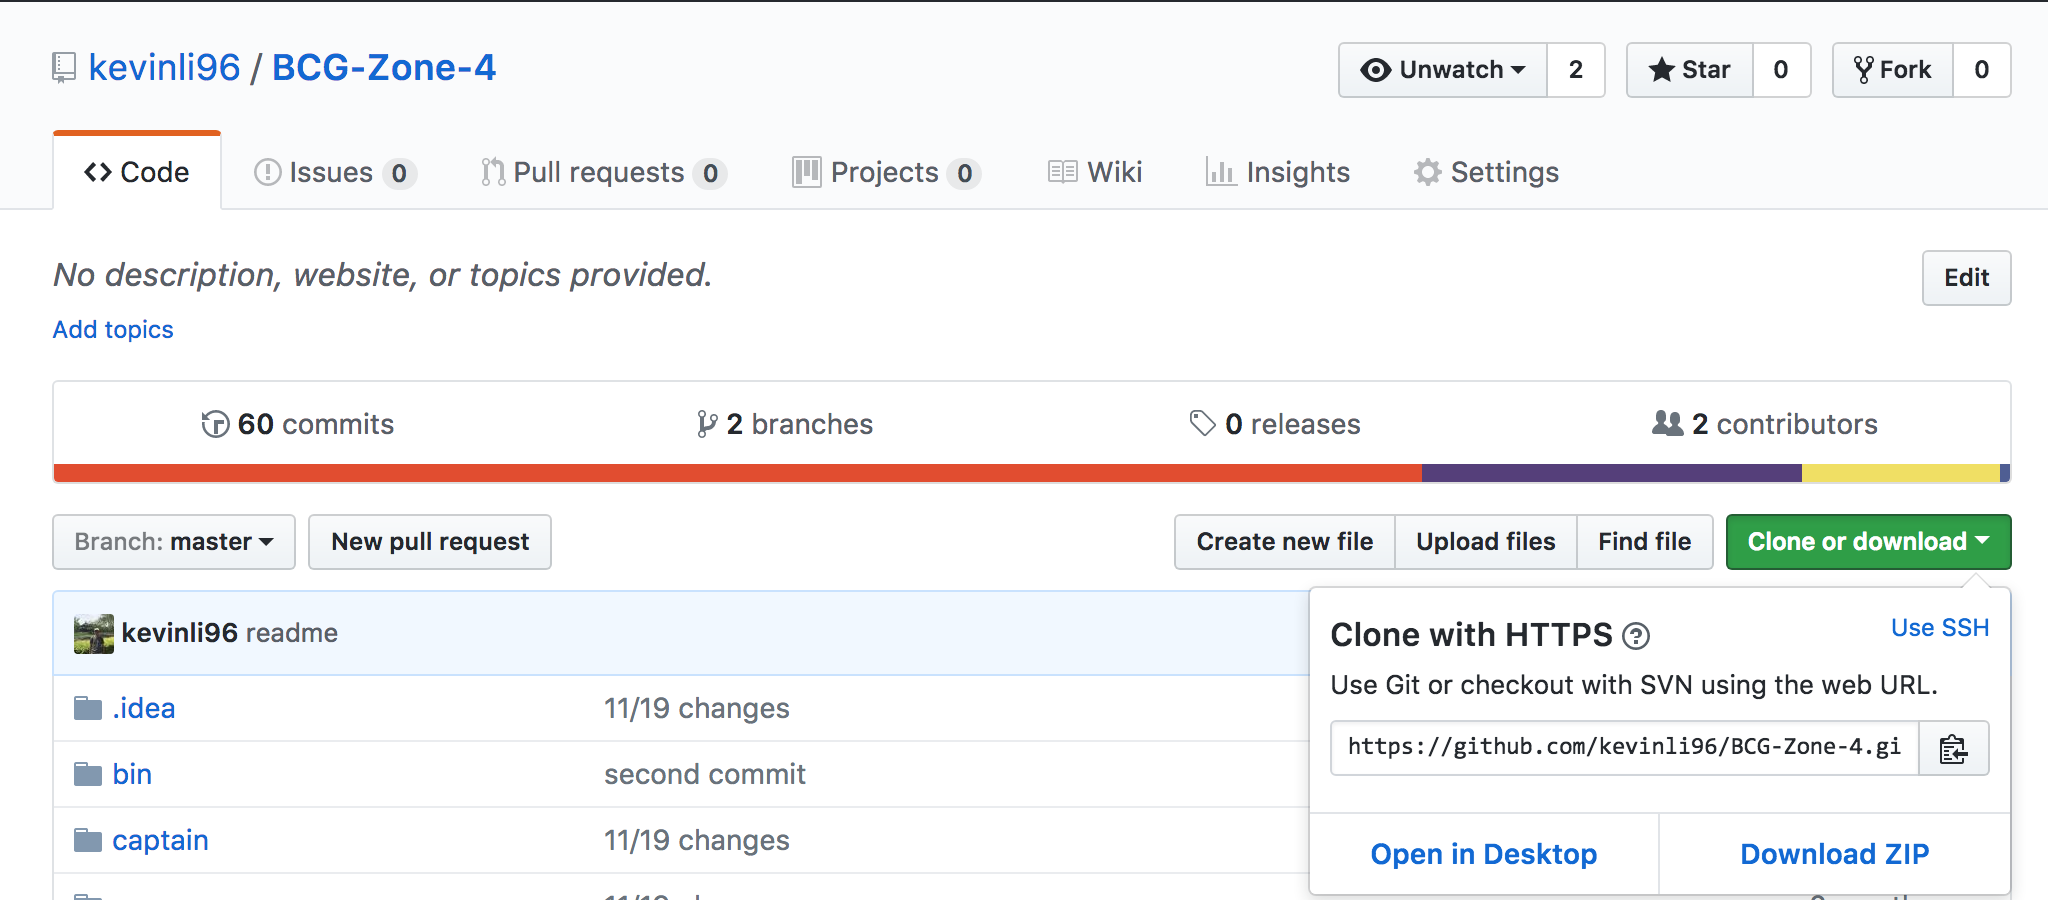 kevinli96 / BCG-Zone-4
Unwatch 2
Star 0
Fork 0
Code
Issues 0
Pull requests 0
Projects 0
Wiki
Insights
Settings
No description, website, or topics provided.
Edit
Add topics
60 commits
2 branches
0 releases
2 contributors
Branch: master
New pull request
Create new file
Upload files
Find file
Clone or download
kevinli96 readme
.idea 11/19 changes
bin second commit
captain 11/19 changes
Clone with HTTPS
Use SSH
Use Git or checkout with SVN using the web URL.
https://github.com/kevinli96/BCG-Zone-4.gi
Open in Desktop
Download ZIP